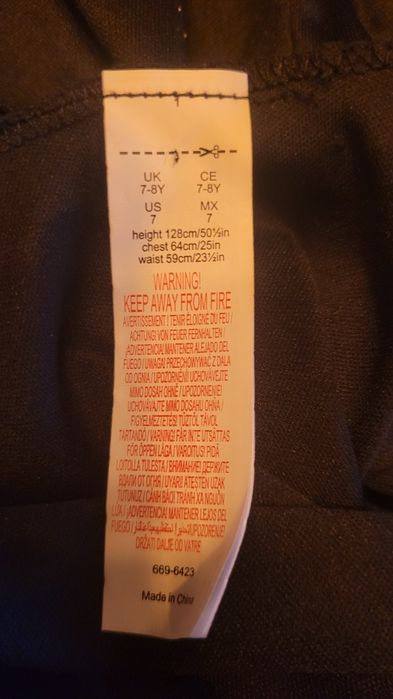 UK CE
7-8Y 7-8Y
US MX
7 7
height 128cm/50½in
chest 64cm/25in
waist 59cm/23½in
WARNING!
KEEP AWAY FROM FIRE
AVERTISSEMENT! TENIR ÉLOIGNÉ DU FEU /
ACHTUNG! VON FEUER FERNHALTEN /
¡ADVERTENCIA! MANTENER ALEJADO DEL
FUEGO / UWAGA! PRZECHOWYWAĆ Z DALA
OD OGNIA / UPOZORNĚNÍ! UCHOVÁVEJTE
MIMO DOSAH OHNĚ / UPOZORNENIE!
UCHOVÁVAJTE MIMO DOSAHU OHŇA /
FIGYELMEZTETÉS! TŰZTŐL TÁVOL
TARTANDÓ / VARNING! FÅR INTE UTSÄTTAS
FÖR ÖPPEN LÅGA / VAROITUS! PIDÄ
LOITOLLA TULESTA / ВНИМАНИЕ! ДЕРЖИТЕ
ВДАЛИ ОТ ОГНЯ / UYARI! ATEŞTEN UZAK
TUTUNUZ / CẢNH BÁO! TRÁNH XA NGUỒN
LỬA / ¡ADVERTENCIA! MANTENER LEJOS DEL
FUEGO / UPOZORENJE!
DRŽATI DALJE OD VATRE
669-6423
Made in China